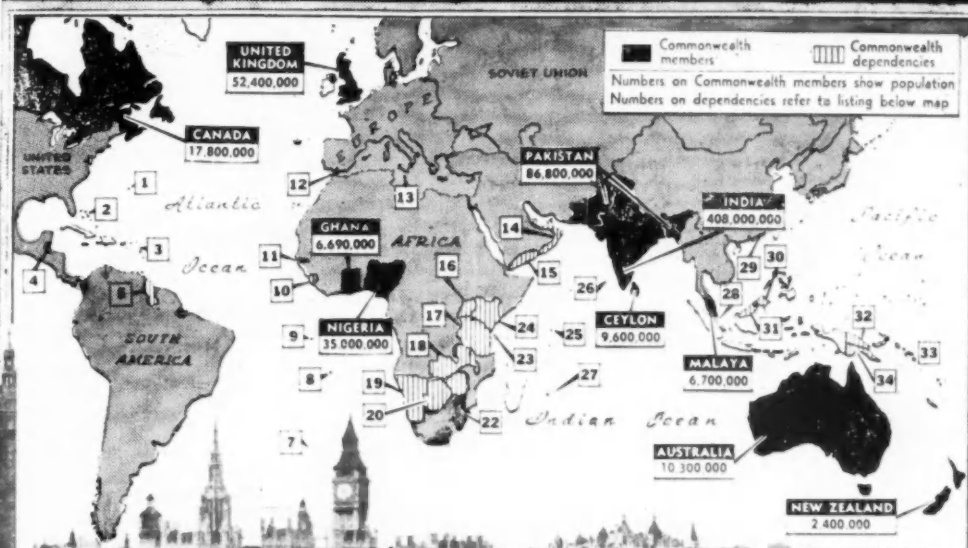 Commonwealth members
Commonwealth dependencies
Numbers on Commonwealth members show population
Numbers on dependencies refer to listing below map
UNITED KINGDOM
52,400,000
SOVIET UNION
EUROPE
CANADA
17,800,000
UNITED STATES
PAKISTAN
86,800,000
INDIA
408,000,000
1
2
3
4
Atlantic
Ocean
12
13
14
15
Pacific
Ocean
GHANA
6,690,000
AFRICA
11
10
16
17
18
NIGERIA
35,000,000
26
CEYLON
9,600,000
29
30
28
31
32
33
34
MALAYA
6,700,000
SOUTH AMERICA
9
8
7
19
20
22
23
24
25
27
Indian Ocean
AUSTRALIA
10 300 000
NEW ZEALAND
2 400 000